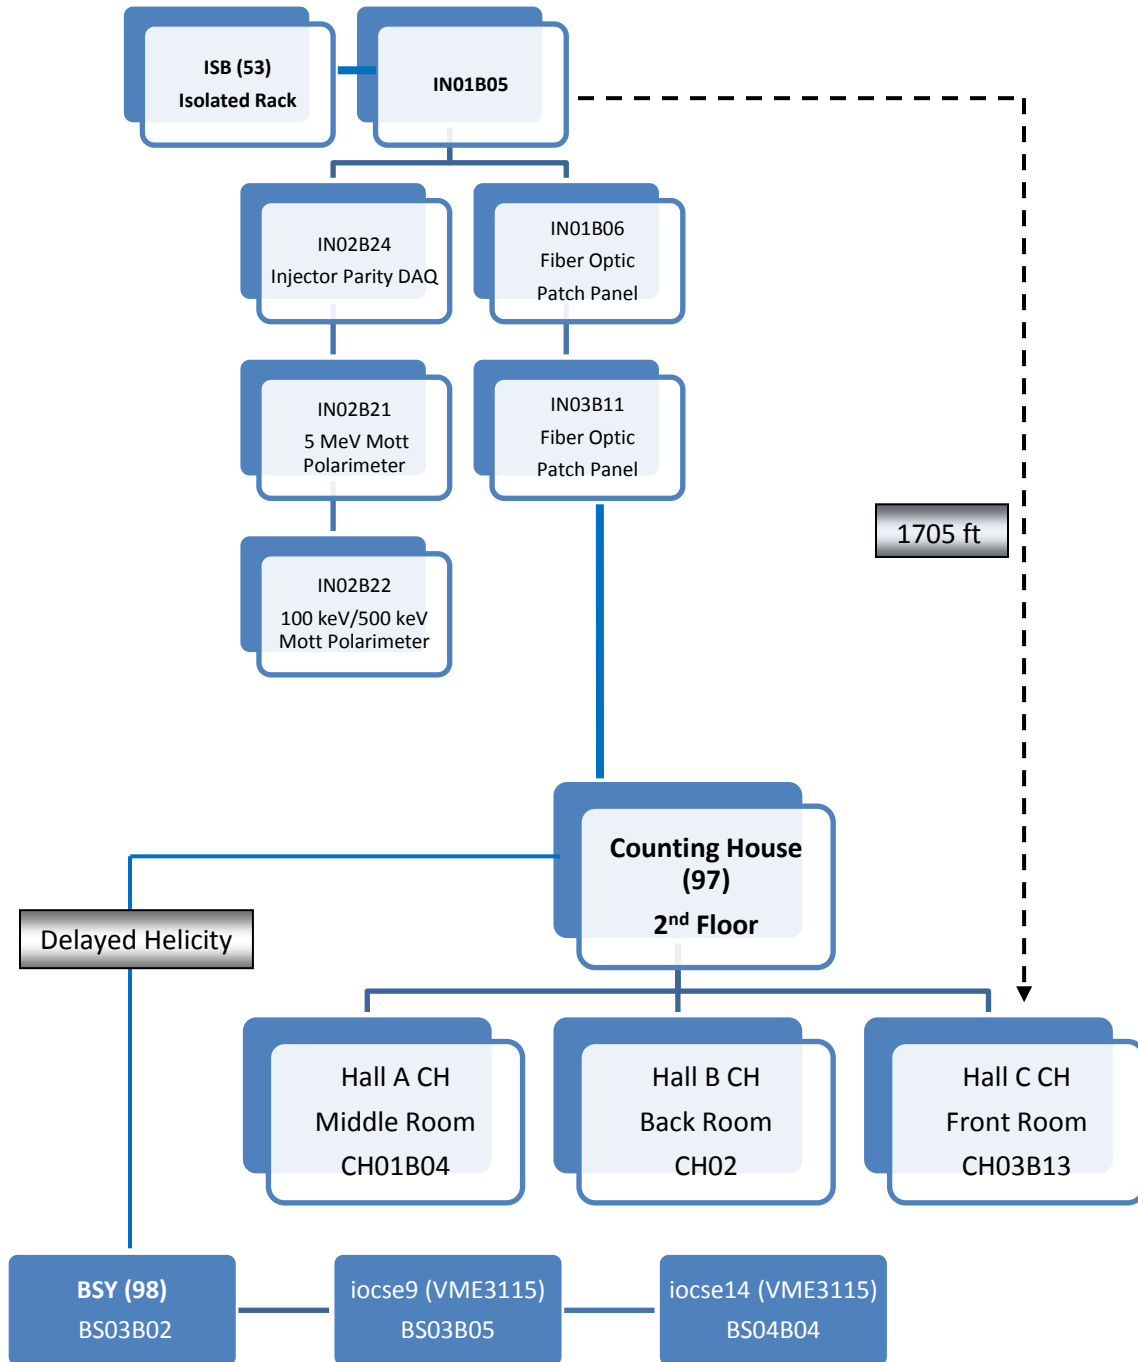 ISB (53)
Isolated Rack
IN01B05
IN02B24
Injector Parity DAQ
IN01B06
Fiber Optic
Patch Panel
IN02B21
5 MeV Mott
Polarimeter
IN03B11
Fiber Optic
Patch Panel
1705 ft
IN02B22
100 keV/500 keV
Mott Polarimeter
Counting House
(97)
2nd Floor
Delayed Helicity
Hall A CH
Middle Room
CH01B04
Hall B CH
Back Room
CH02
Hall C CH
Front Room
CH03B13
BSY (98)
BS03B02
iocse9 (VME3115)
BS03B05
iocse14 (VME3115)
BS04B04